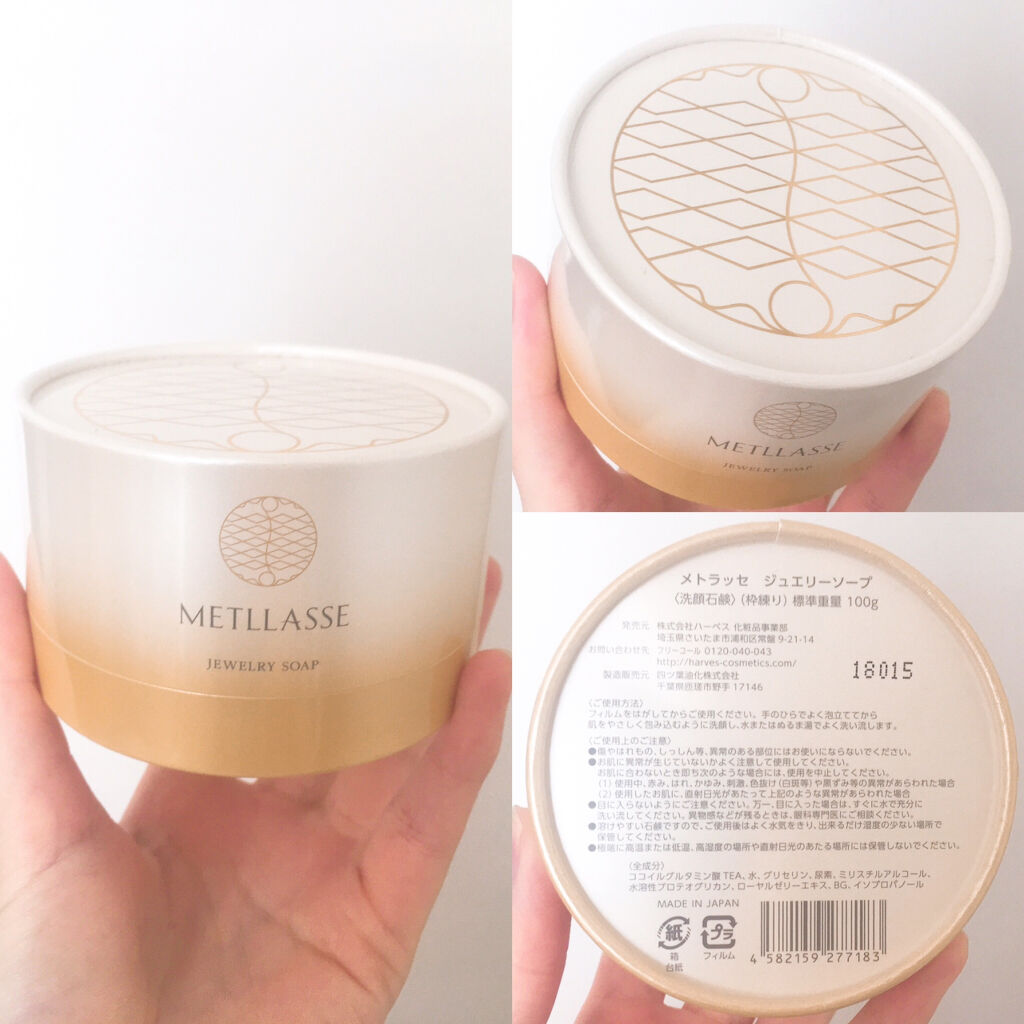 METLLASSE
JEWELRY SOAP
METLLASSE
JEWELRY SOAP
メトラッセ ジュエリーソープ
〈洗顔石鹸〉(枠練り) 標準重量 100g
発売元 株式会社ハーベス 化粧品事業部
埼玉県さいたま市浦和区常盤 9-21-14
お問い合わせ先 フリーコール 0120-040-043
http://harves-cosmetics.com/
18015
製造販売元 四ツ葉油化株式会社
千葉県匝瑳市野手 17146
〈ご使用方法〉
フィルムをはがしてからご使用ください。手のひらでよく泡立ててから
肌をやさしく包み込むように洗顔し、水またはぬるま湯でよく洗い流します。
〈ご使用上のご注意〉
●傷やはれもの、しっしん等、異常のある部位にはお使いにならないでください。
●お肌に異常が生じていないかよく注意して使用してください。
お肌に合わないとき即ち次のような場合には、使用を中止してください。
(1) 使用中、赤み、はれ、かゆみ、刺激、色抜け(白斑等)や黒ずみ等の異常があらわれた場合
(2) 使用したお肌に、直射日光があたって上記のような異常があらわれた場合
●目に入らないようにご注意ください。万一、目に入った場合は、すぐに水で充分に
洗い流してください。異物感などが残るときは、眼科専門医にご相談ください。
●溶けやすい石鹸ですので、ご使用後はよく水気をきり、出来るだけ湿度の少ない場所で
保管してください。
●極端に高温または低温、高湿度の場所や直射日光のあたる場所には保管しないでください。
〈全成分〉
ココイルグルタミン酸 TEA、水、グリセリン、尿素、ミリスチルアルコール、
水溶性プロテオグリカン、ローヤルゼリーエキス、BG、イソプロパノール
MADE IN JAPAN
紙 プラ
箱 フィルム
台紙
4 582159 277183